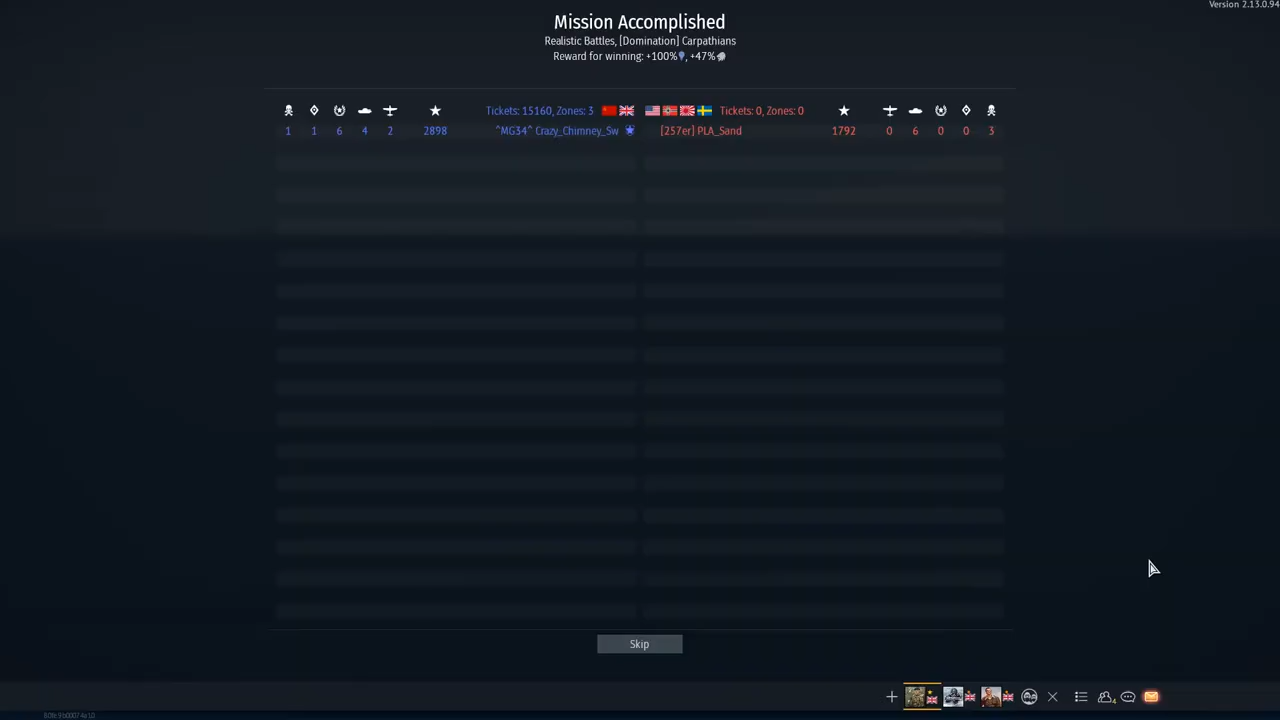 Version 2.13.0.94
Mission Accomplished
Realistic Battles, [Domination] Carpathians
Reward for winning: +100%, +47%
Tickets: 15160, Zones: 3 Tickets: 0, Zones: 0
1 1 6 4 2 2898 ^MG34^ Crazy_Chimney_Sw [257er] PLA_Sand 1792 0 6 0 0 3
Skip
4